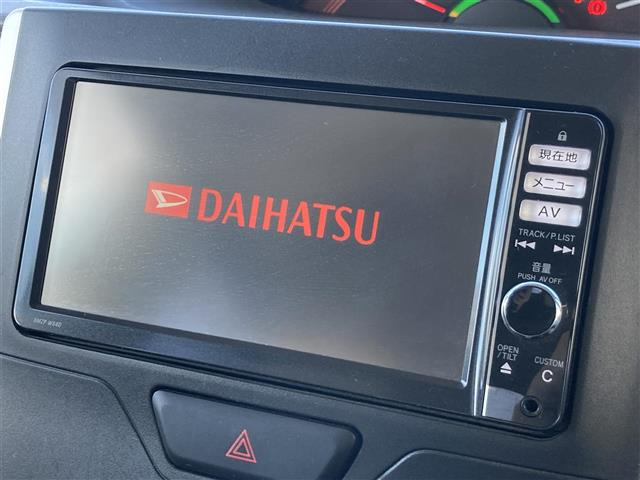 DAIHATSU
現在地
メニュー
AV
TRACK/P.LIST
音量
PUSH AV OFF
OPEN
/TILT
CUSTOM
C